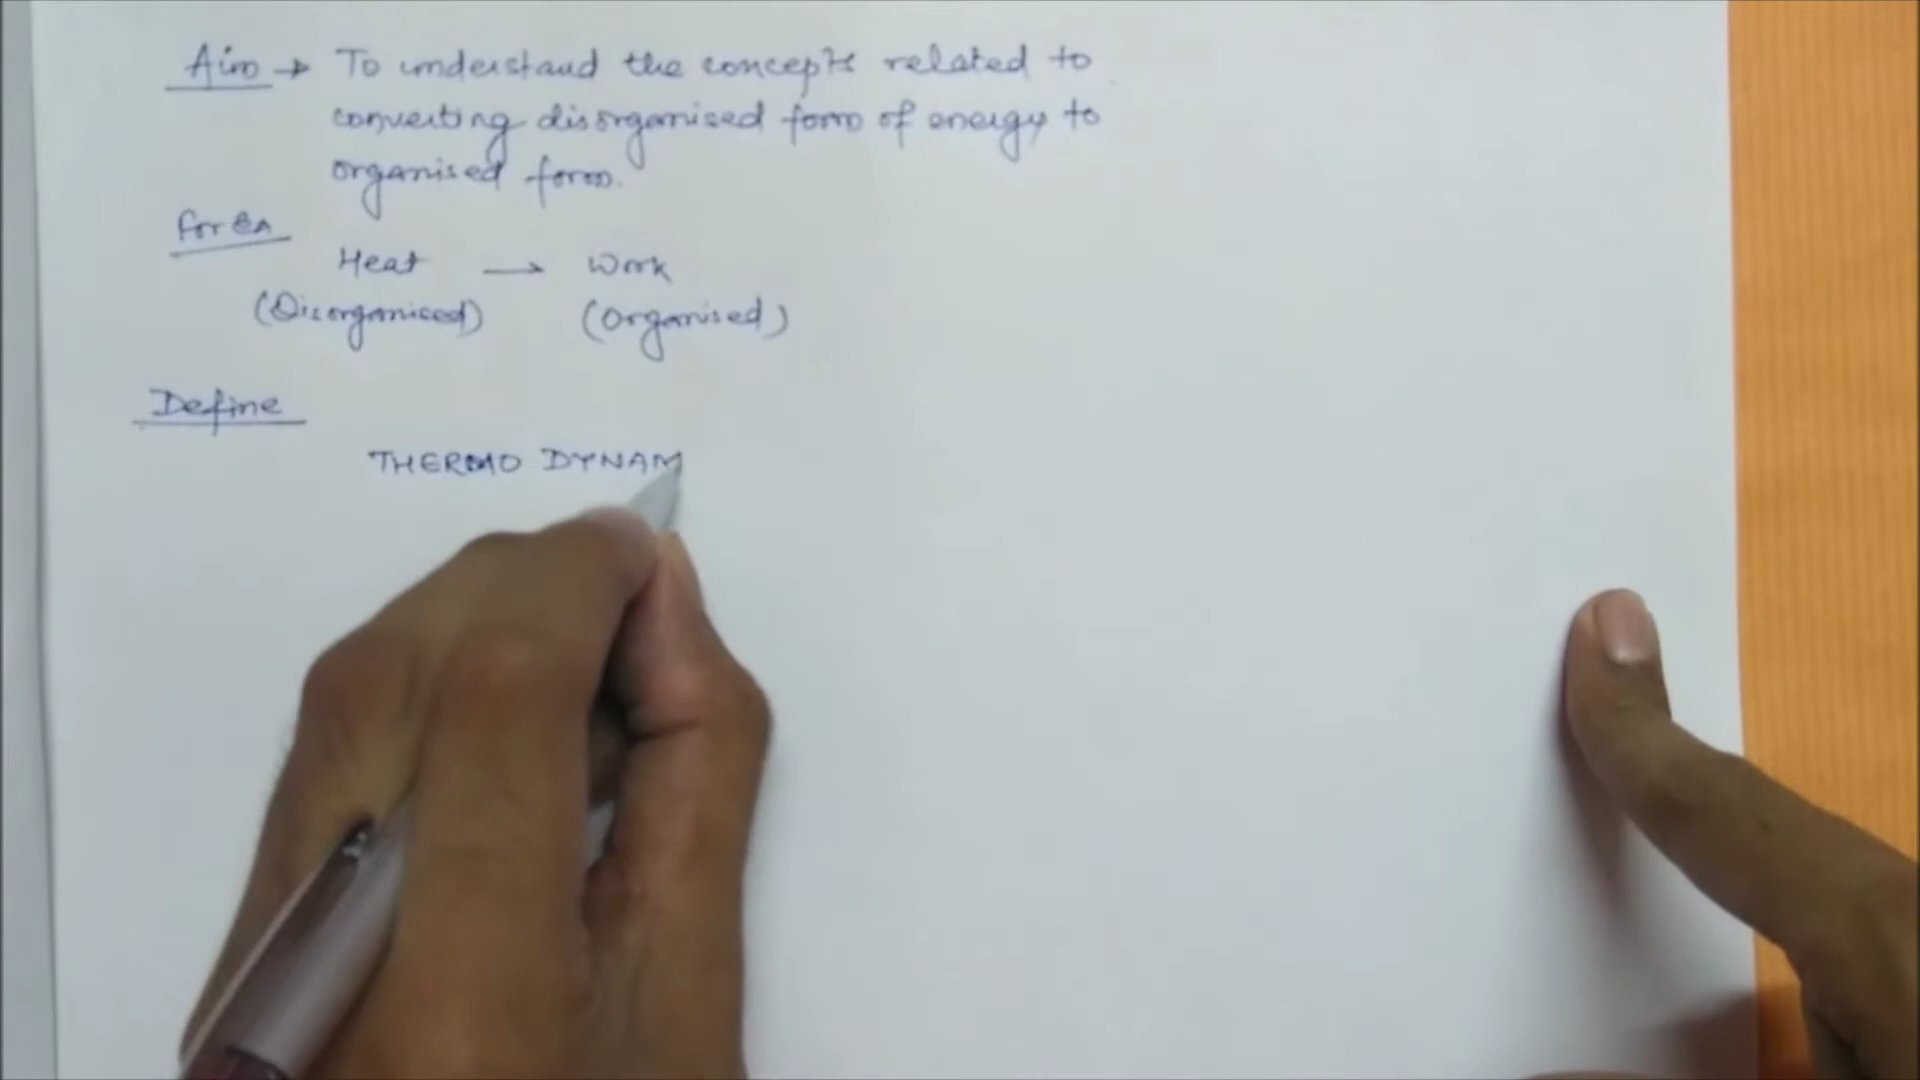 Aim → To understand the concepts related to
converting disorganised form of energy to
organised form.
For
Heat → Work
(Disorganised) (Organised)
Define
THERMO DYNAM